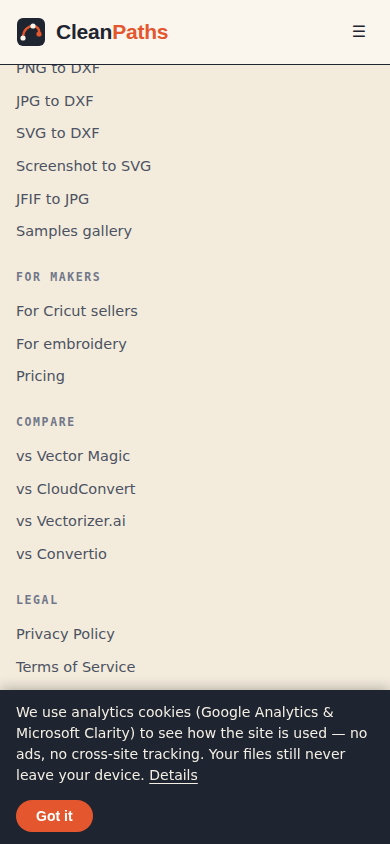 CleanPaths
☰
PNG to DXF
JPG to DXF
SVG to DXF
Screenshot to SVG
JFIF to JPG
Samples gallery
FOR MAKERS
For Cricut sellers
For embroidery
Pricing
COMPARE
vs Vector Magic
vs CloudConvert
vs Vectorizer.ai
vs Convertio
LEGAL
Privacy Policy
Terms of Service
We use analytics cookies (Google Analytics &
Microsoft Clarity) to see how the site is used — no
ads, no cross-site tracking. Your files still never
leave your device. Details
Got it